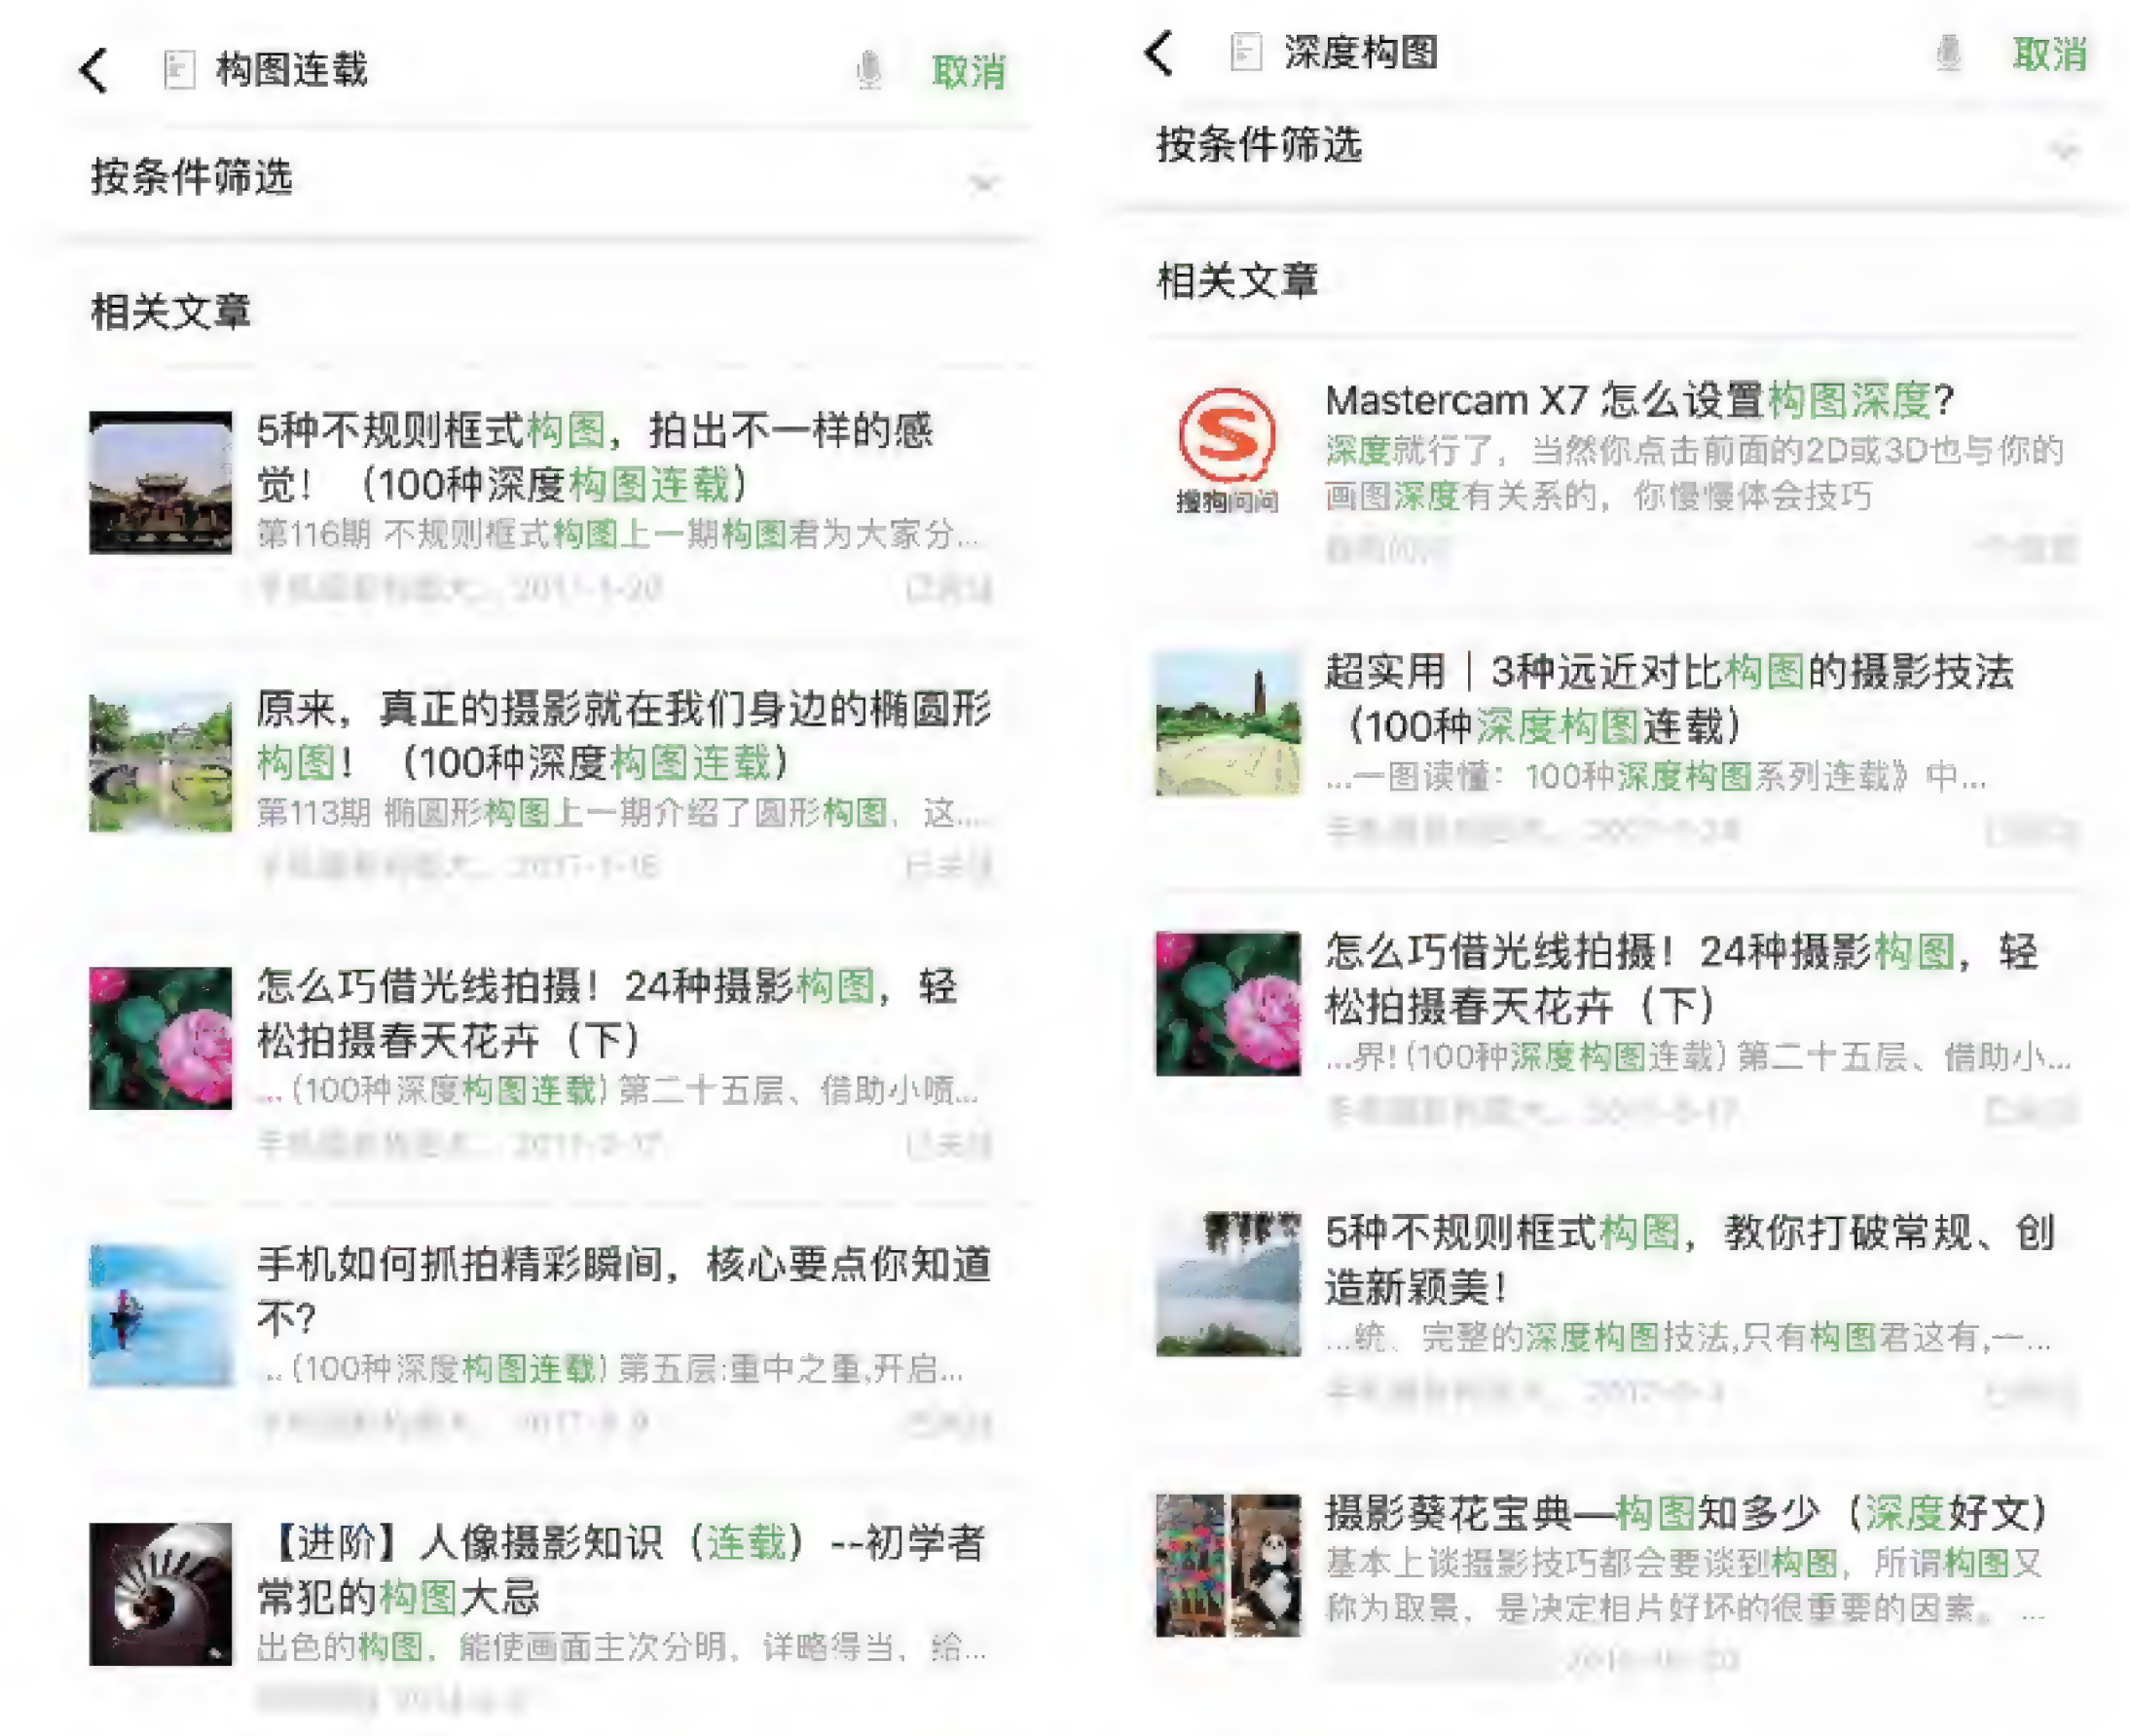 构图连载
取消
按条件筛选
相关文章
5种不规则框式构图，拍出不一样的感
觉！（100种深度构图连载）
第116期 不规则框式构图上一期构图君为大家分...
2017-1-20
原来，真正的摄影就在我们身边的椭圆形
构图！（100种深度构图连载）
第113期 椭圆形构图上一期介绍了圆形构图，这...
已关注
怎么巧借光线拍摄！24种摄影构图，轻
松拍摄春天花卉（下）
...(100种深度构图连载) 第二十五层、借助小喷...
已关注
手机如何抓拍精彩瞬间，核心要点你知道
不？
...(100种深度构图连载) 第五层:重中之重,开启...
【进阶】人像摄影知识（连载）--初学者
常犯的构图大忌
出色的构图，能使画面主次分明，详略得当，给...
深度构图
取消
按条件筛选
相关文章
搜狗问问
Mastercam X7 怎么设置构图深度？
深度就行了，当然你点击前面的2D或3D也与你的
画图深度有关系的，你慢慢体会技巧
超实用｜3种远近对比构图的摄影技法
（100种深度构图连载）
...一图读懂：100种深度构图系列连载》中...
怎么巧借光线拍摄！24种摄影构图，轻
松拍摄春天花卉（下）
...界! (100种深度构图连载) 第二十五层、借助小...
5种不规则框式构图，教你打破常规、创
造新颖美！
...统、完整的深度构图技法,只有构图君这有,一...
摄影葵花宝典—构图知多少（深度好文）
基本上谈摄影技巧都会要谈到构图，所谓构图又
称为取景，是决定相片好坏的很重要的因素。...